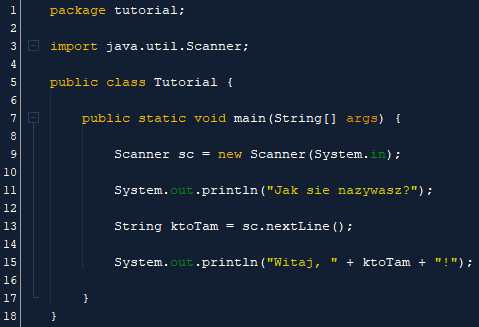 1 package tutorial;
2
3 import java.util.Scanner;
4
5 public class Tutorial {
6
7 public static void main(String[] args) {
8
9 Scanner sc = new Scanner(System.in);
10
11 System.out.println("Jak sie nazywasz?");
12
13 String ktoTam = sc.nextLine();
14
15 System.out.println("Witaj, " + ktoTam + "!");
16
17 }
18 }